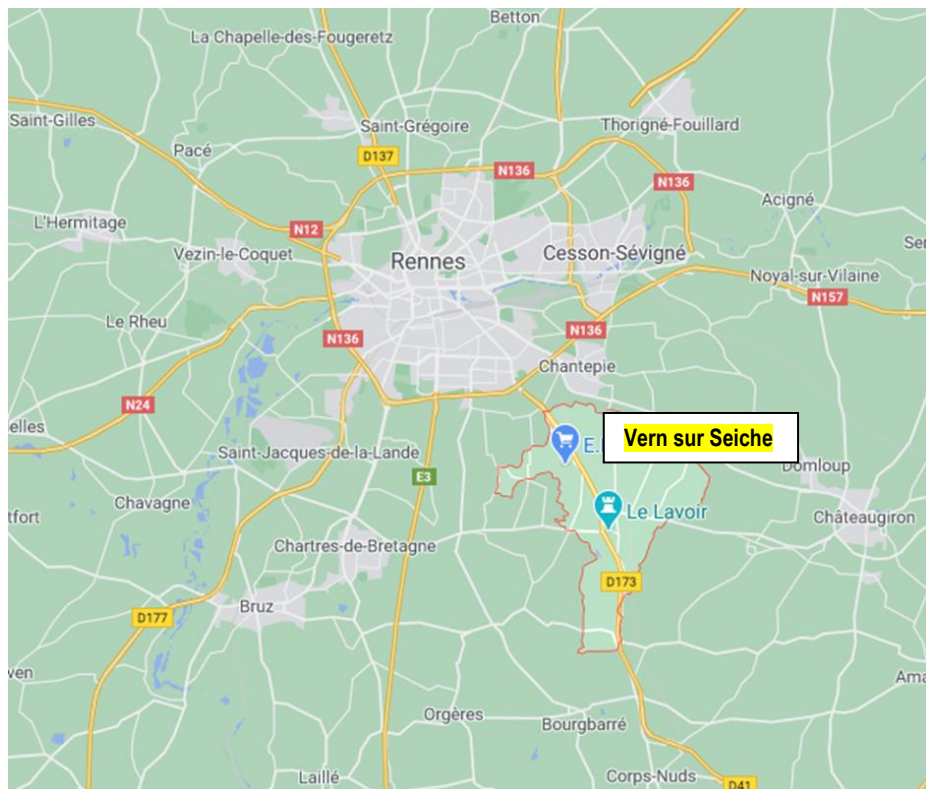 Betton
La Chapelle-des-Fougeretz
Saint-Gilles
Saint-Grégoire
Thorigné-Fouillard
Pacé
D137
N136
N136
Acigné
L'Hermitage
N12
Vezin-le-Coquet
Rennes
Cesson-Sévigné
Noyal-sur-Vilaine
N157
Le Rheu
N136
N136
Chantepie
N24
Vern sur Seiche
E.
Saint-Jacques-de-la-Lande
Domloup
E3
Chavagne
Le Lavoir
Châteaugiron
Chartres-de-Bretagne
D173
Bruz
D177
Orgères
Bourgbarré
Laillé
Corps-Nuds
D41